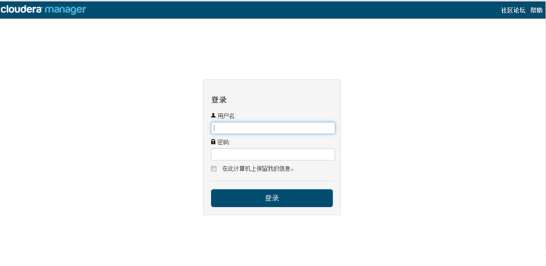 cloudera manager
社区论坛 帮助
登录
用户名:
密码:
在此计算机上保留我的信息。
登录